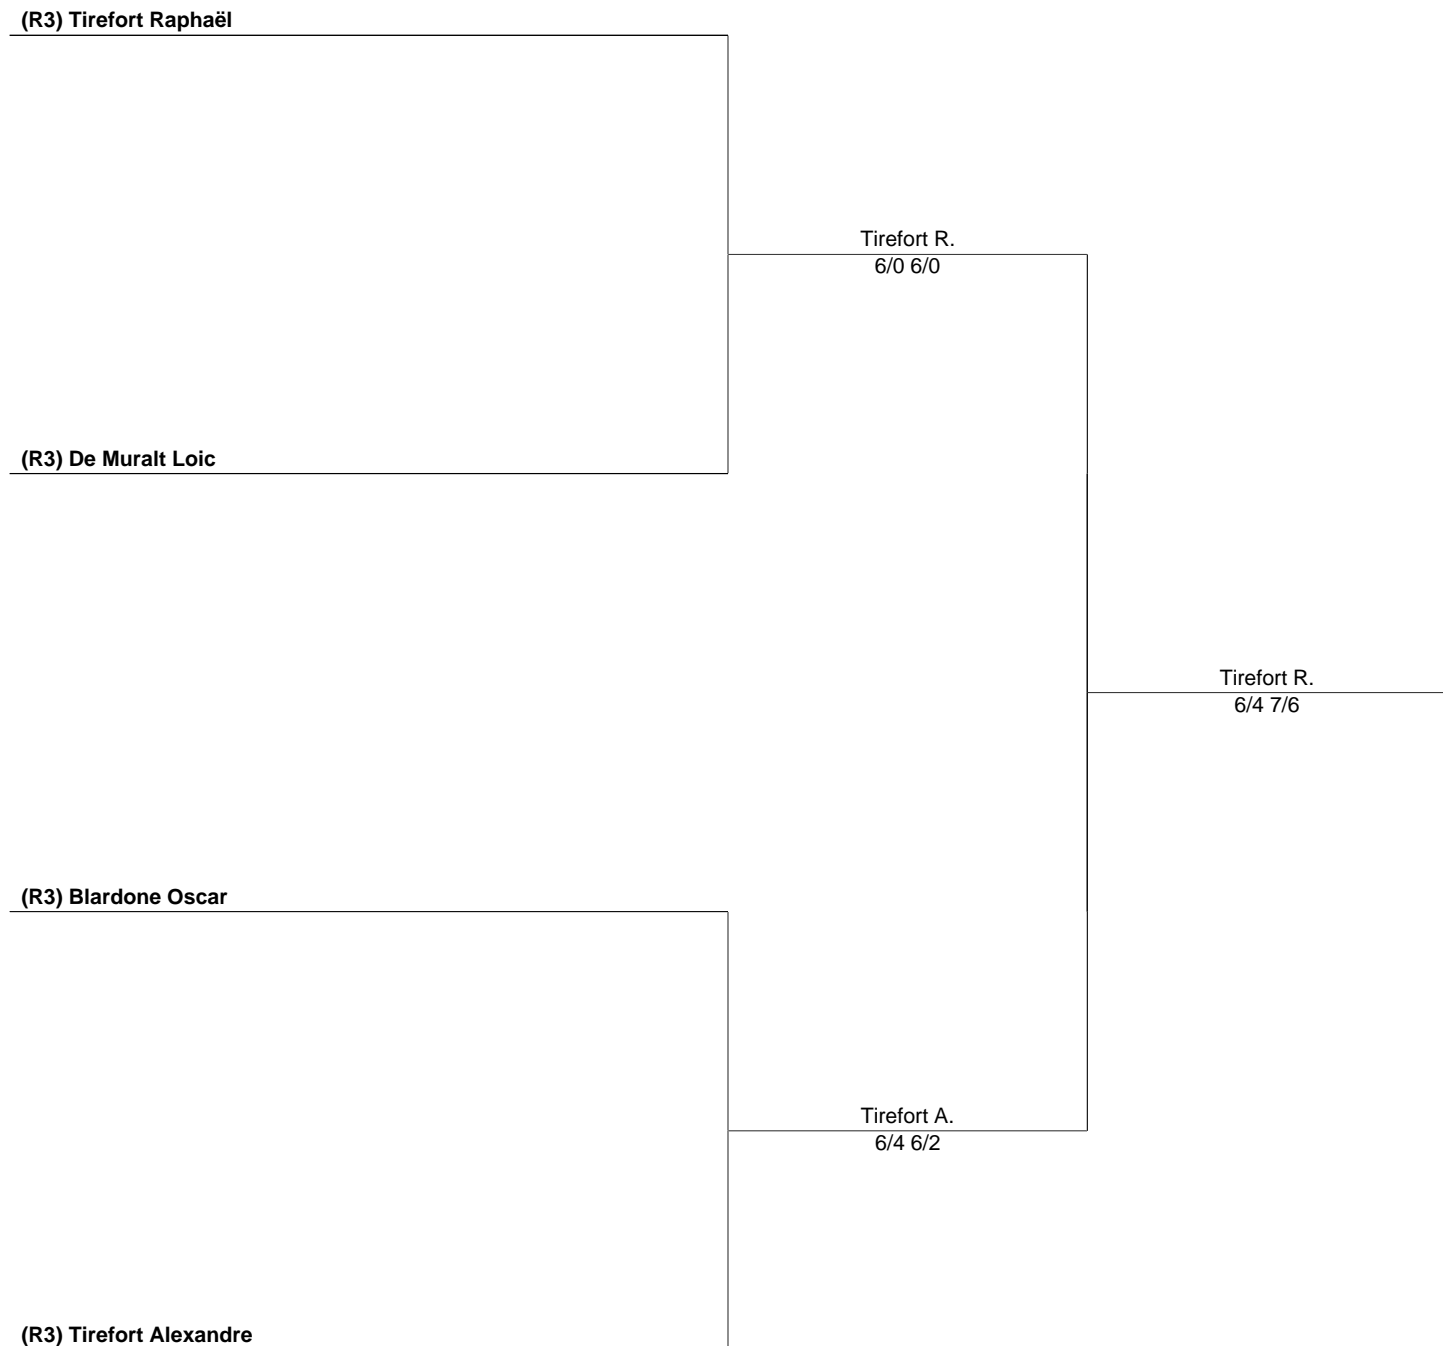 (R3) Tirefort Raphaël
Tirefort R.
6/0 6/0
(R3) De Muralt Loic
Tirefort R.
6/4 7/6
(R3) Blardone Oscar
Tirefort A.
6/4 6/2
(R3) Tirefort Alexandre